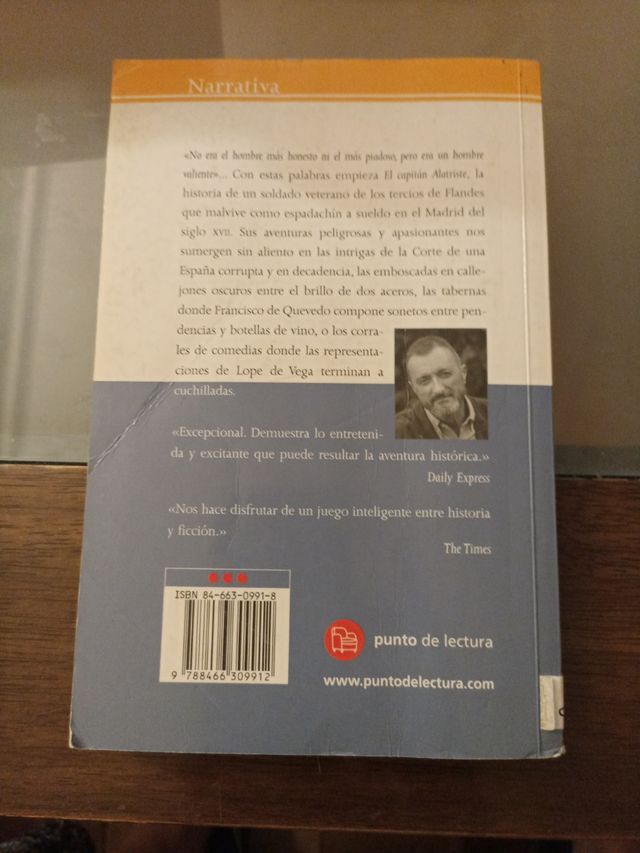 Narrativa
«No era el hombre más honesto ni el más piadoso, pero era un hombre
valiente»... Con estas palabras empieza El capitán Alatriste, la
historia de un soldado veterano de los tercios de Flandes
que malvive como espadachín a sueldo en el Madrid del
siglo XVII. Sus aventuras peligrosas y apasionantes nos
sumergen sin aliento en las intrigas de la Corte de una
España corrupta y en decadencia, las emboscadas en calle-
jones oscuros entre el brillo de dos aceros, las tabernas
donde Francisco de Quevedo compone sonetos entre pen-
dencias y botellas de vino, o los corra-
les de comedias donde las representa-
ciones de Lope de Vega terminan a
cuchilladas.
«Excepcional. Demuestra lo entreteni-
da y excitante que puede resultar la aventura histórica.»
Daily Express
«Nos hace disfrutar de un juego inteligente entre historia
y ficción.»
The Times
ISBN 84-663-0991-8
9 788466 309912
punto de lectura
www.puntodelectura.com